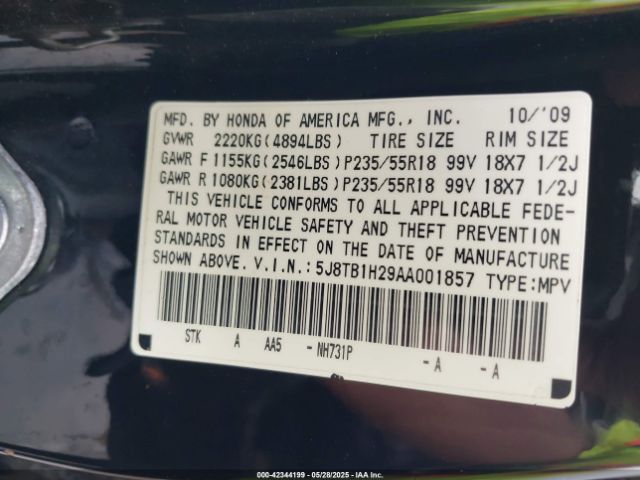 MFD. BY HONDA OF AMERICA MFG., INC. 10/'09
GVWR 2220KG(4894LBS) TIRE SIZE RIM SIZE
GAWR F 1155KG(2546LBS)P235/55R18 99V 18X7 1/2J
GAWR R 1080KG(2381LBS)P235/55R18 99V 18X7 1/2J
THIS VEHICLE CONFORMS TO ALL APPLICABLE FEDE-
RAL MOTOR VEHICLE SAFETY AND THEFT PREVENTION
STANDARDS IN EFFECT ON THE DATE OF MANUFACTURE
SHOWN ABOVE. V.I.N.:5J8TB1H29AA001857 TYPE:MPV
STK A AA5 - NH731P -A -A
000-42344199 05/28/2025 IAA Inc. IAAI.com